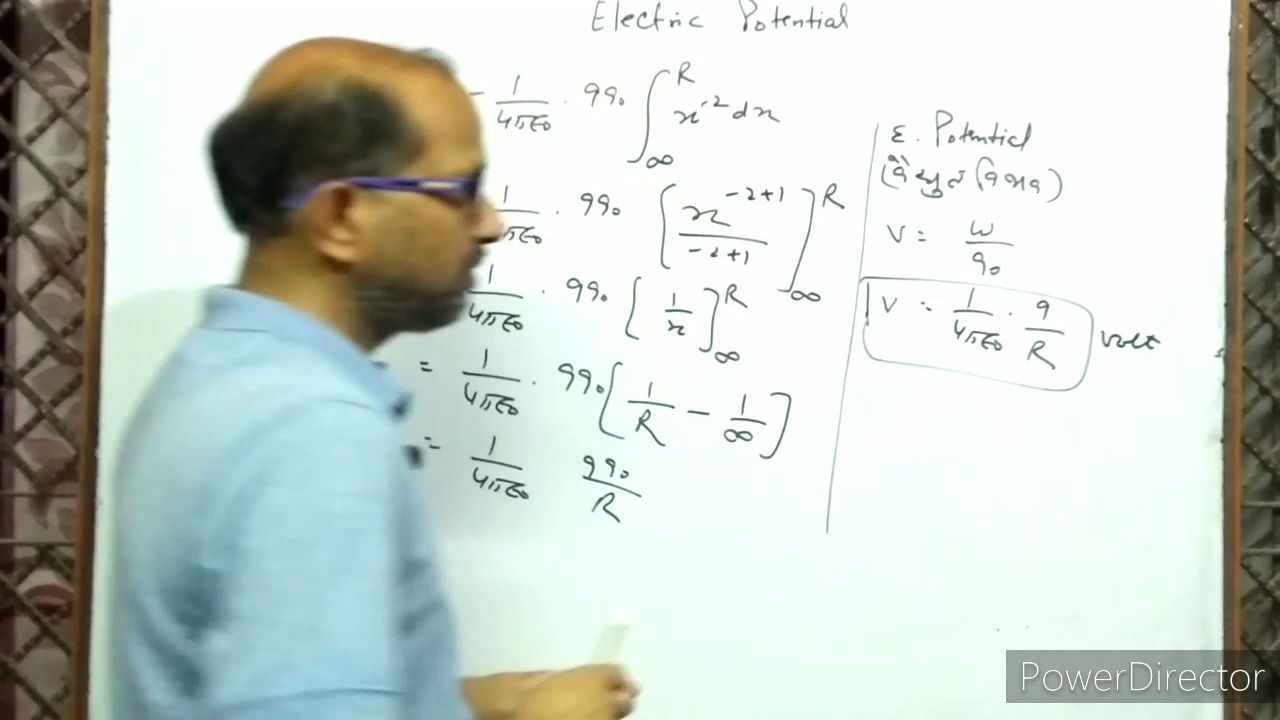 Electric Potential
- 1/4πε₀ . qq₀ ∫_∞^R x⁻² dx
1/4πε₀ . qq₀ [x^(-2+1)/(-2+1)]_∞^R
1/4πε₀ . qq₀ [1/x]_∞^R
= 1/4πε₀ . qq₀ [1/R - 1/∞]
= 1/4πε₀ qq₀/R
E. Potential
V = W/q₀
V = 1/4πε₀ . q/R volt
PowerDirector